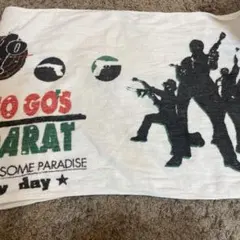 GO'S
ARAT
SOME PARADISE
y day ★